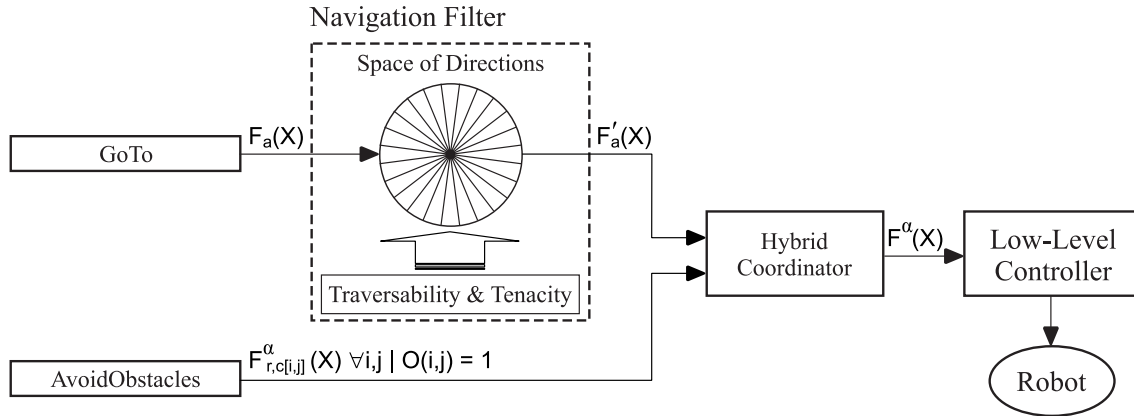 Navigation Filter
Space of Directions
GoTo
Fa(X)
F′a(X)
Traversability & Tenacity
Hybrid
Coordinator
Fα(X)
Low-Level
Controller
AvoidObstacles
Fαr,c[i,j] (X) ∀i,j | O(i,j) = 1
Robot